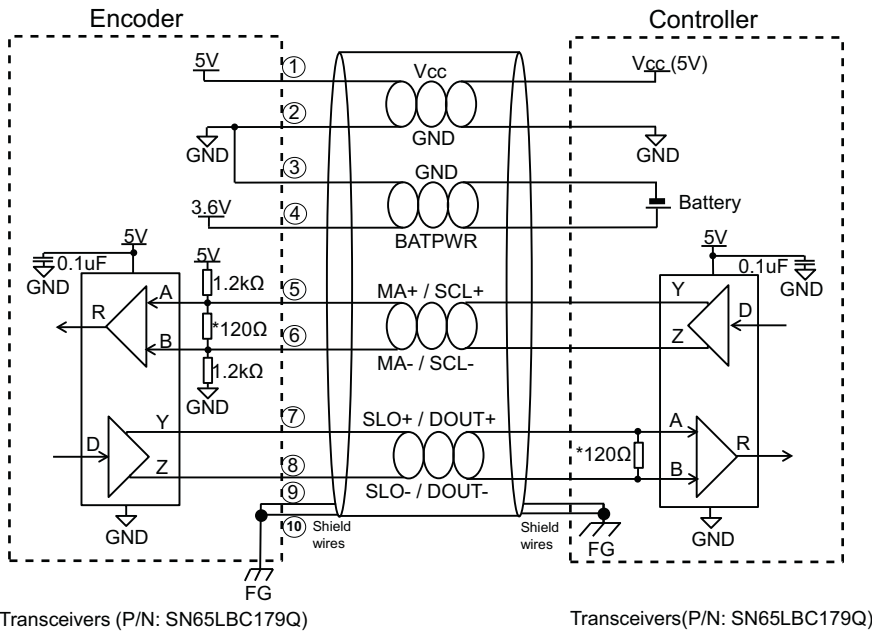 Encoder
Controller
5V
①
Vcc
Vcc (5V)
②
GND
GND
GND
③
GND
3.6V
④
BATPWR
Battery
5V
0.1uF
GND
5V
1.2kΩ
⑤
MA+ / SCL+
5V
0.1uF
GND
R
A
*120Ω
B
⑥
MA- / SCL-
Y
Z
D
1.2kΩ
GND
⑦
SLO+ / DOUT+
D
Y
Z
⑧
SLO- / DOUT-
*120Ω
A
B
R
⑨
⑩
Shield
wires
Shield
wires
GND
FG
FG
GND
Transceivers (P/N: SN65LBC179Q)
Transceivers(P/N: SN65LBC179Q)